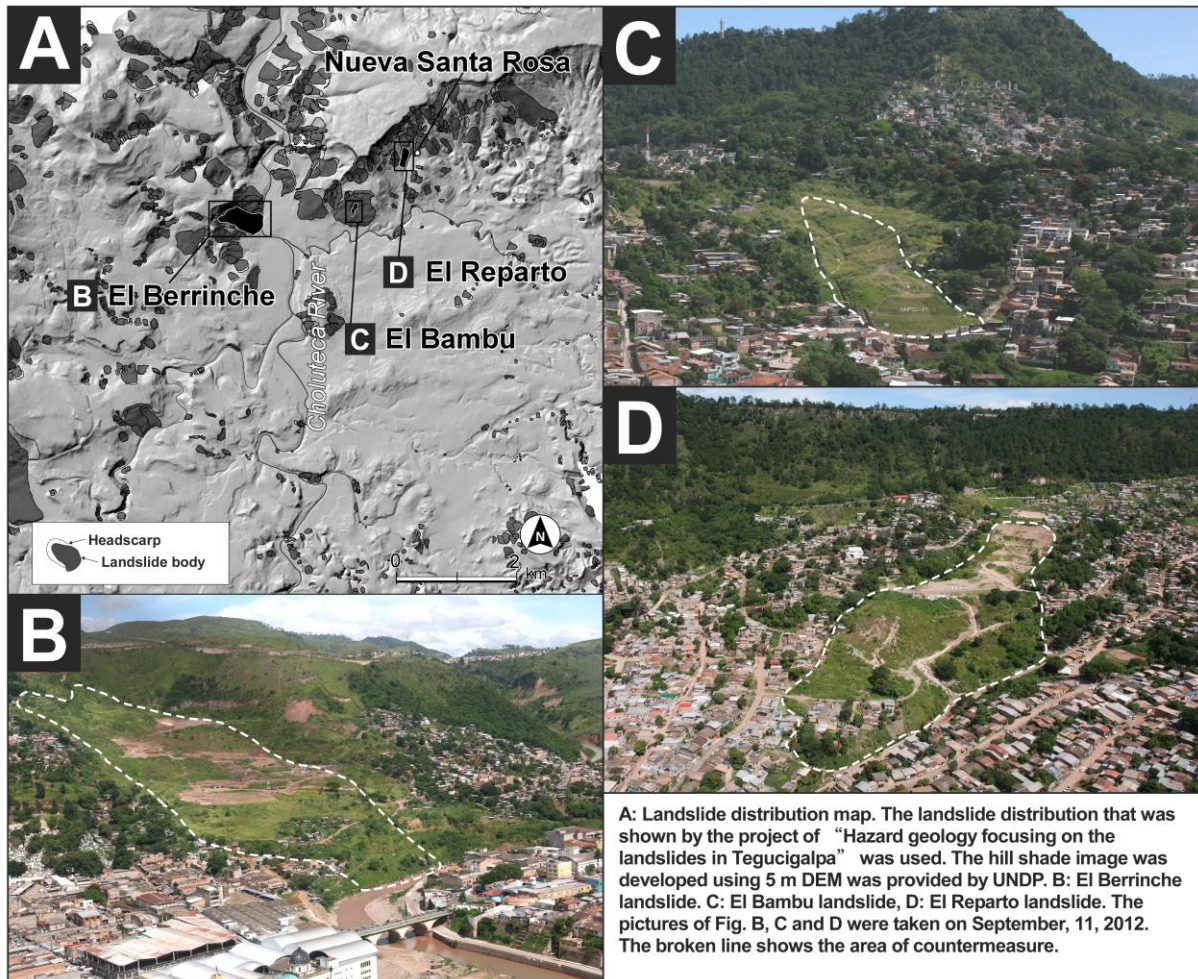 A
Nueva Santa Rosa
B El Berrinche
D El Reparto
C El Bambu
Choluteca River
Headscarp
Landslide body
N
0 2
km
B
C
Coca Cola
D
A: Landslide distribution map. The landslide distribution that was
shown by the project of “Hazard geology focusing on the
landslides in Tegucigalpa” was used. The hill shade image was
developed using 5 m DEM was provided by UNDP. B: El Berrinche
landslide. C: El Bambu landslide, D: El Reparto landslide. The
pictures of Fig. B, C and D were taken on September, 11, 2012.
The broken line shows the area of countermeasure.